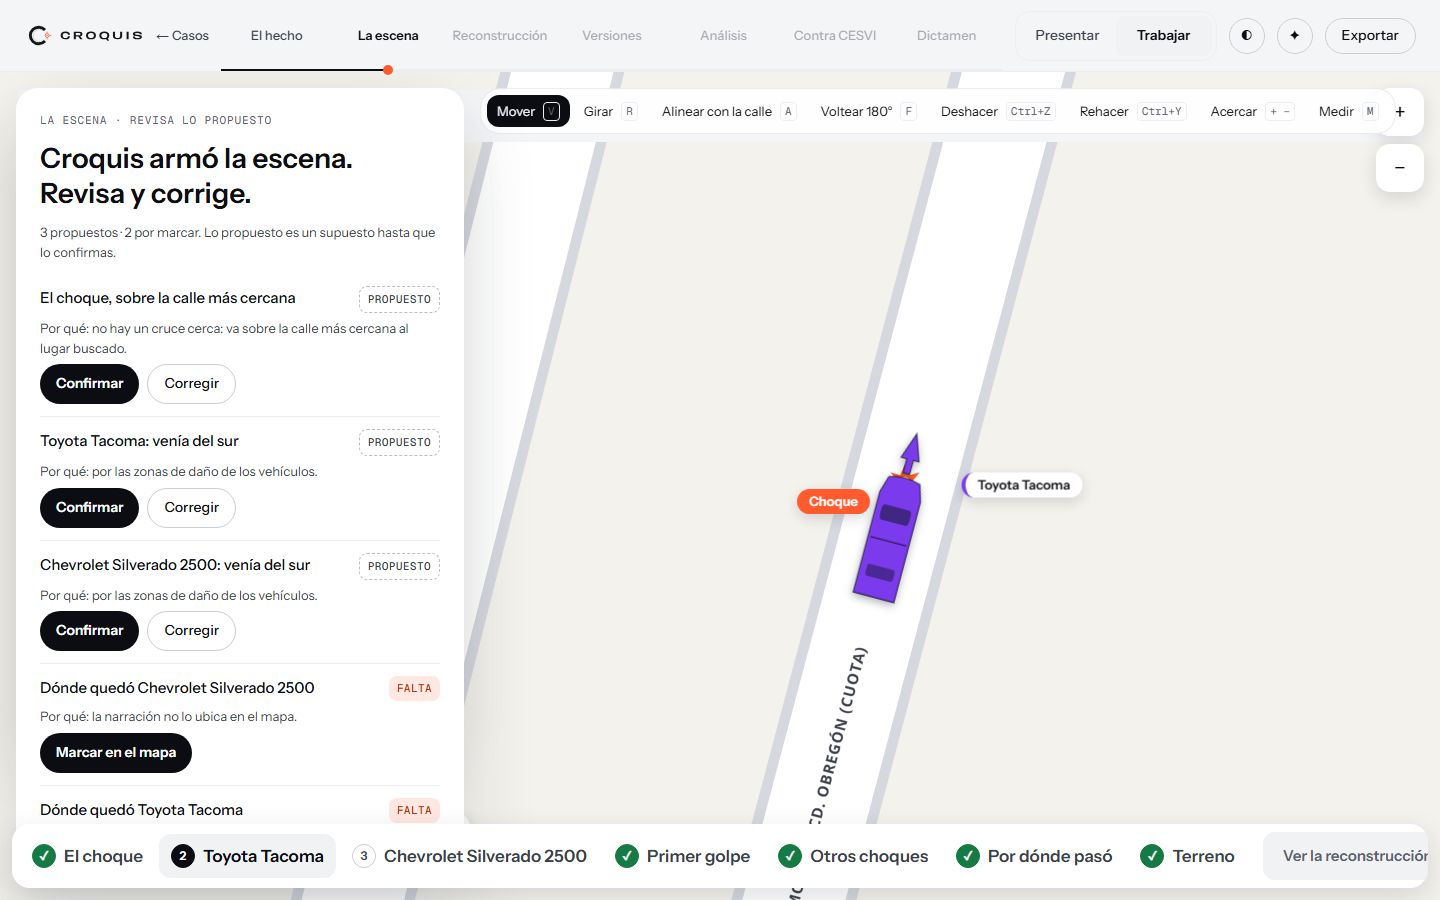 CROQUIS
← Casos
El hecho
La escena
Reconstrucción
Versiones
Análisis
Contra CESVI
Dictamen
Presentar
Trabajar
Exportar
Mover V
Girar R
Alinear con la calle A
Voltear 180° F
Deshacer Ctrl+Z
Rehacer Ctrl+Y
Acercar + −
Medir M
+
−
LA ESCENA · REVISA LO PROPUESTO
Croquis armó la escena.
Revisa y corrige.
3 propuestos · 2 por marcar. Lo propuesto es un supuesto hasta que
lo confirmas.
El choque, sobre la calle más cercana
PROPUESTO
Por qué: no hay un cruce cerca: va sobre la calle más cercana al
lugar buscado.
Confirmar
Corregir
Toyota Tacoma: venía del sur
PROPUESTO
Por qué: por las zonas de daño de los vehículos.
Confirmar
Corregir
Chevrolet Silverado 2500: venía del sur
PROPUESTO
Por qué: por las zonas de daño de los vehículos.
Confirmar
Corregir
Dónde quedó Chevrolet Silverado 2500
FALTA
Por qué: la narración no lo ubica en el mapa.
Marcar en el mapa
Dónde quedó Toyota Tacoma
FALTA
Choque
Toyota Tacoma
CD. OBREGÓN (CUOTA)
El choque
2 Toyota Tacoma
3 Chevrolet Silverado 2500
Primer golpe
Otros choques
Por dónde pasó
Terreno
Ver la reconstrucción